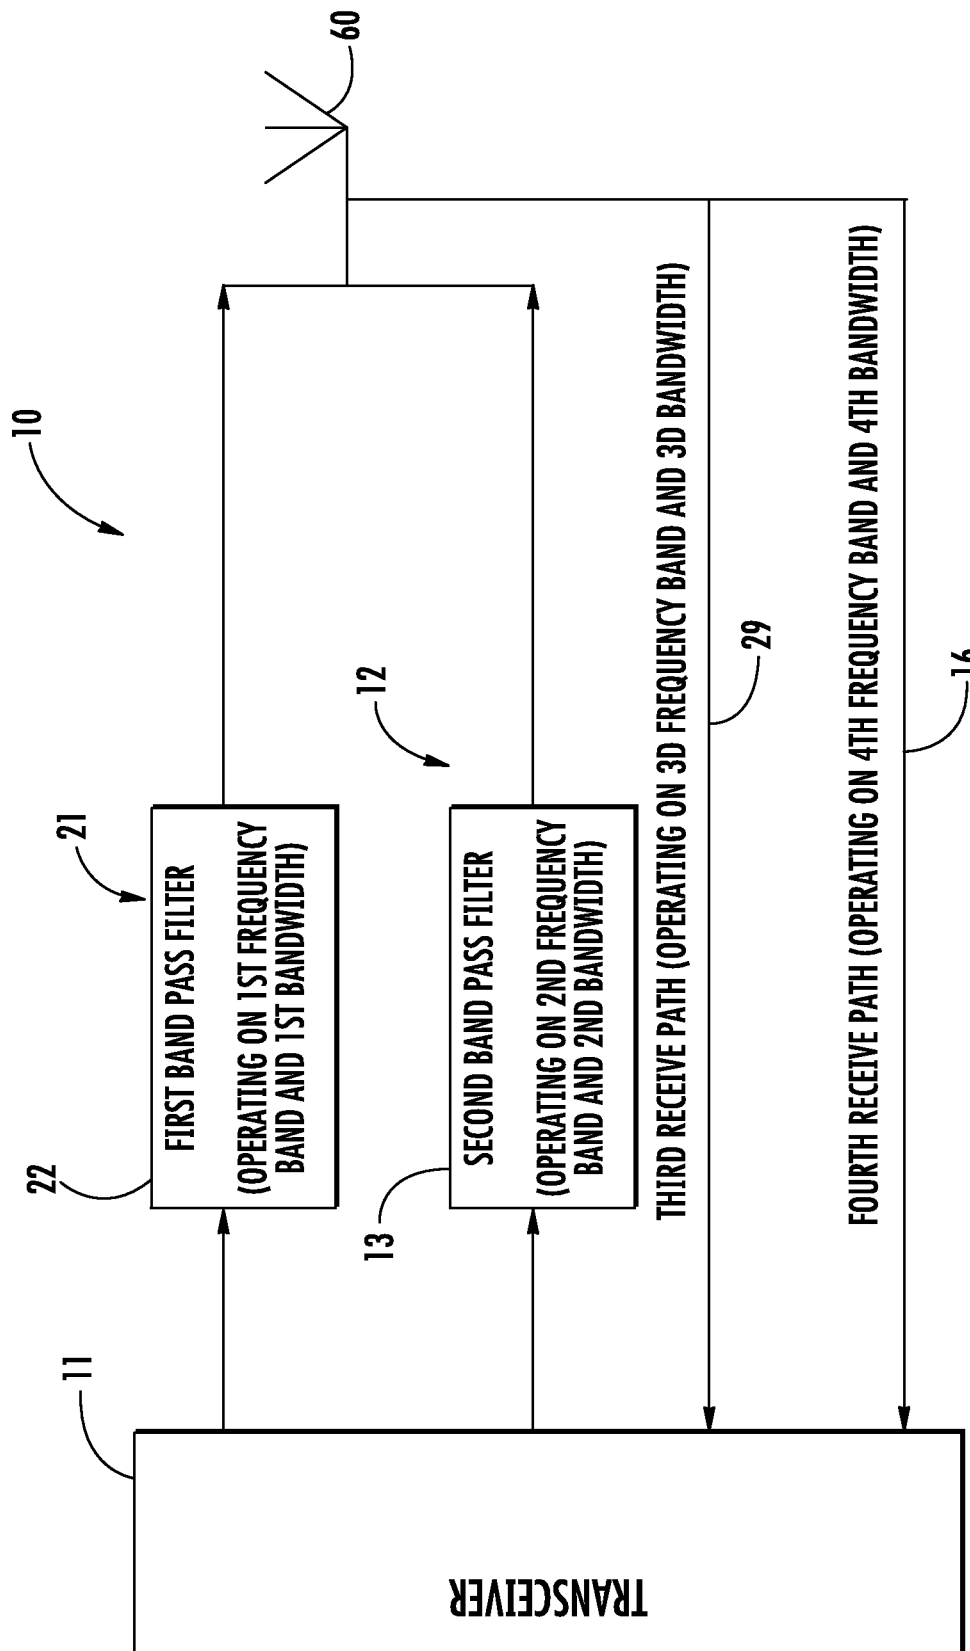 10
60
11
22
21
FIRST BAND PASS FILTER
(OPERATING ON 1ST FREQUENCY
BAND AND 1ST BANDWIDTH)
12
13
SECOND BAND PASS FILTER
(OPERATING ON 2ND FREQUENCY
BAND AND 2ND BANDWIDTH)
TRANSCEIVER
THIRD RECEIVE PATH (OPERATING ON 3D FREQUENCY BAND AND 3D BANDWIDTH)
29
FOURTH RECEIVE PATH (OPERATING ON 4TH FREQUENCY BAND AND 4TH BANDWIDTH)
16